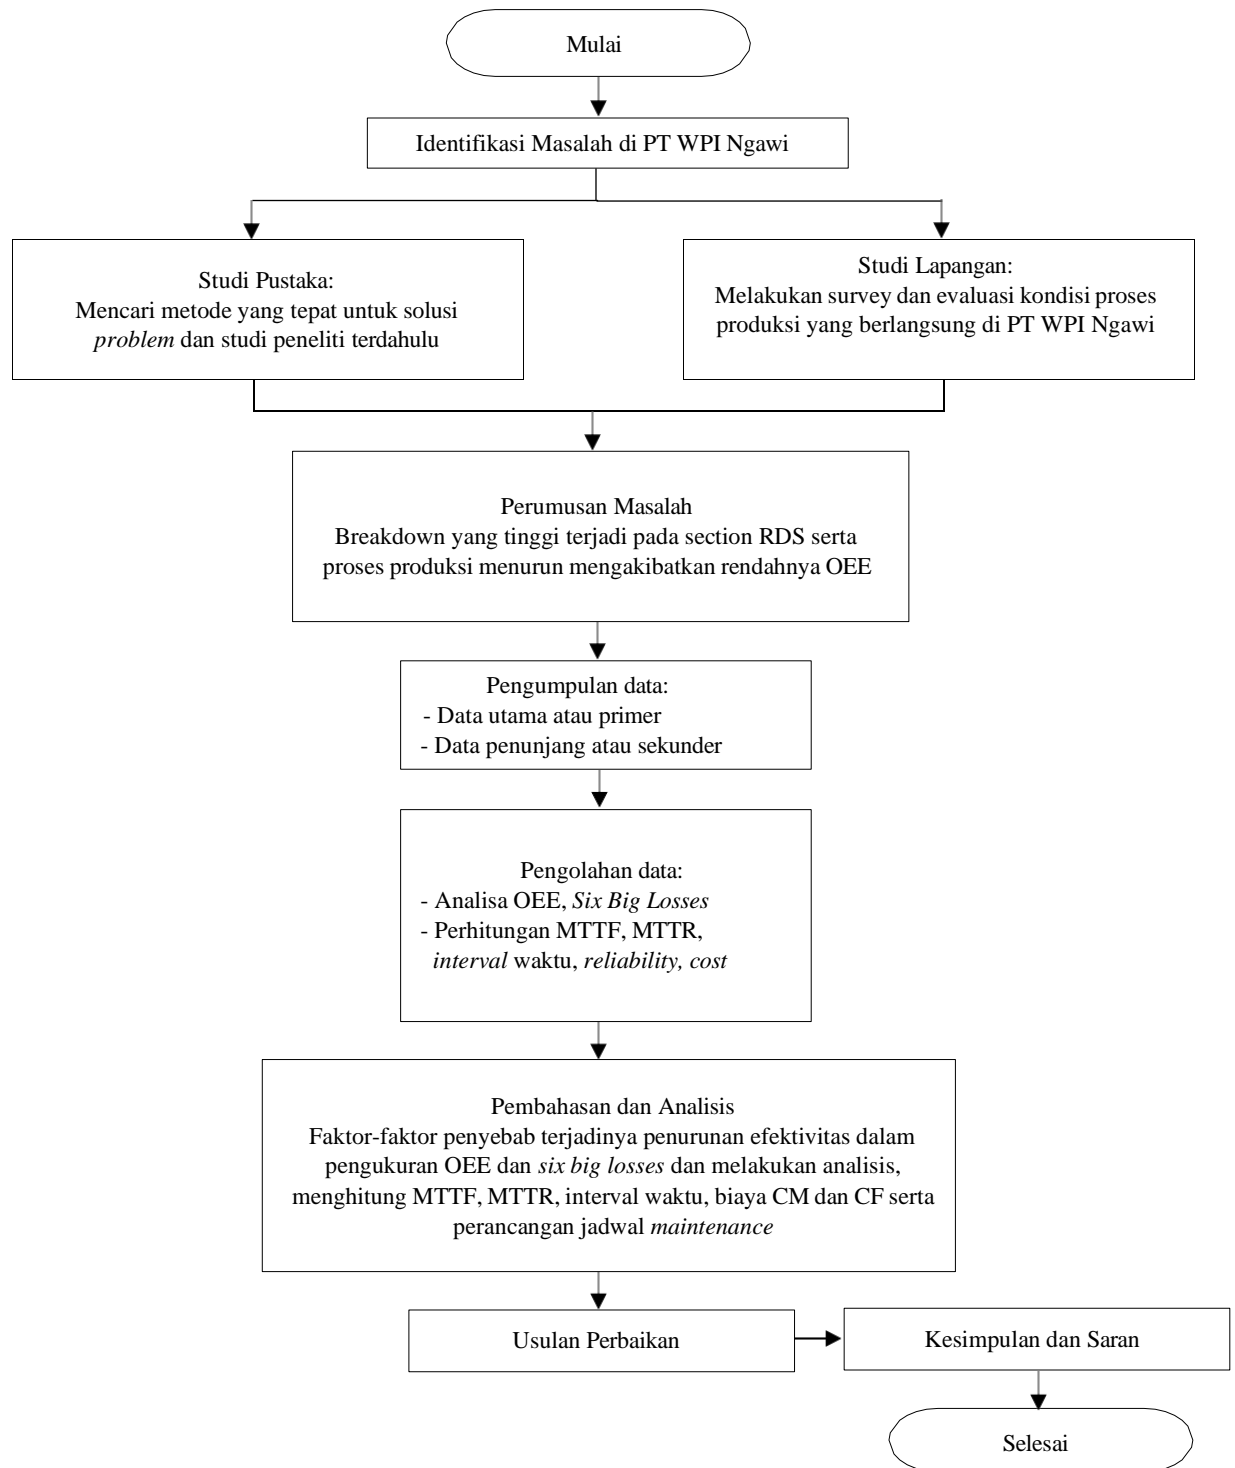 Mulai
Identifikasi Masalah di PT WPI Ngawi
Studi Pustaka:
Mencari metode yang tepat untuk solusi
problem dan studi peneliti terdahulu
Studi Lapangan:
Melakukan survey dan evaluasi kondisi proses
produksi yang berlangsung di PT WPI Ngawi
Perumusan Masalah
Breakdown yang tinggi terjadi pada section RDS serta
proses produksi menurun mengakibatkan rendahnya OEE
Pengumpulan data:
- Data utama atau primer
- Data penunjang atau sekunder
Pengolahan data:
- Analisa OEE, Six Big Losses
- Perhitungan MTTF, MTTR,
interval waktu, reliability, cost
Pembahasan dan Analisis
Faktor-faktor penyebab terjadinya penurunan efektivitas dalam
pengukuran OEE dan six big losses dan melakukan analisis,
menghitung MTTF, MTTR, interval waktu, biaya CM dan CF serta
perancangan jadwal maintenance
Usulan Perbaikan
Kesimpulan dan Saran
Selesai